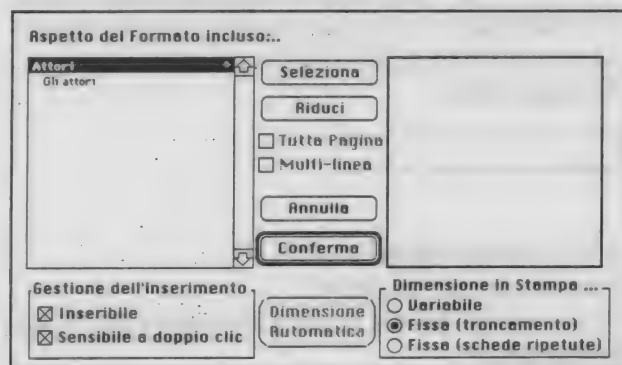 Aspetto del Formato incluso:..
Attori
Gli attori
Seleziona
Riduci
Tutta Pagina
Multi-linea
Annulla
Conferma
Gestione dell'inserimento
Inseribile
Sensibile a doppio clic
Dimensione
Automatica
Dimensione in Stampa ...
Variabile
Fissa (troncamento)
Fissa (schede ripetute)